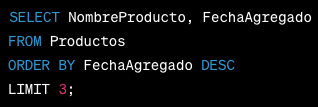 SELECT NombreProducto, FechaAgregado
FROM Productos
ORDER BY FechaAgregado DESC
LIMIT 3;